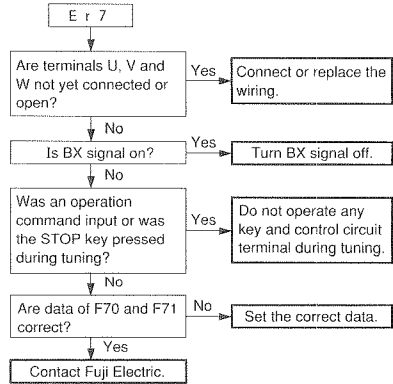 E r 7
Are terminals U, V and
W not yet connected or
open?
Yes
Connect or replace the
wiring.
No
Is BX signal on?
Yes
Turn BX signal off.
No
Was an operation
command input or was
the STOP key pressed
during tuning?
Yes
Do not operate any
key and control circuit
terminal during tuning.
No
Are data of F70 and F71
correct?
No
Set the correct data.
Yes
Contact Fuji Electric.